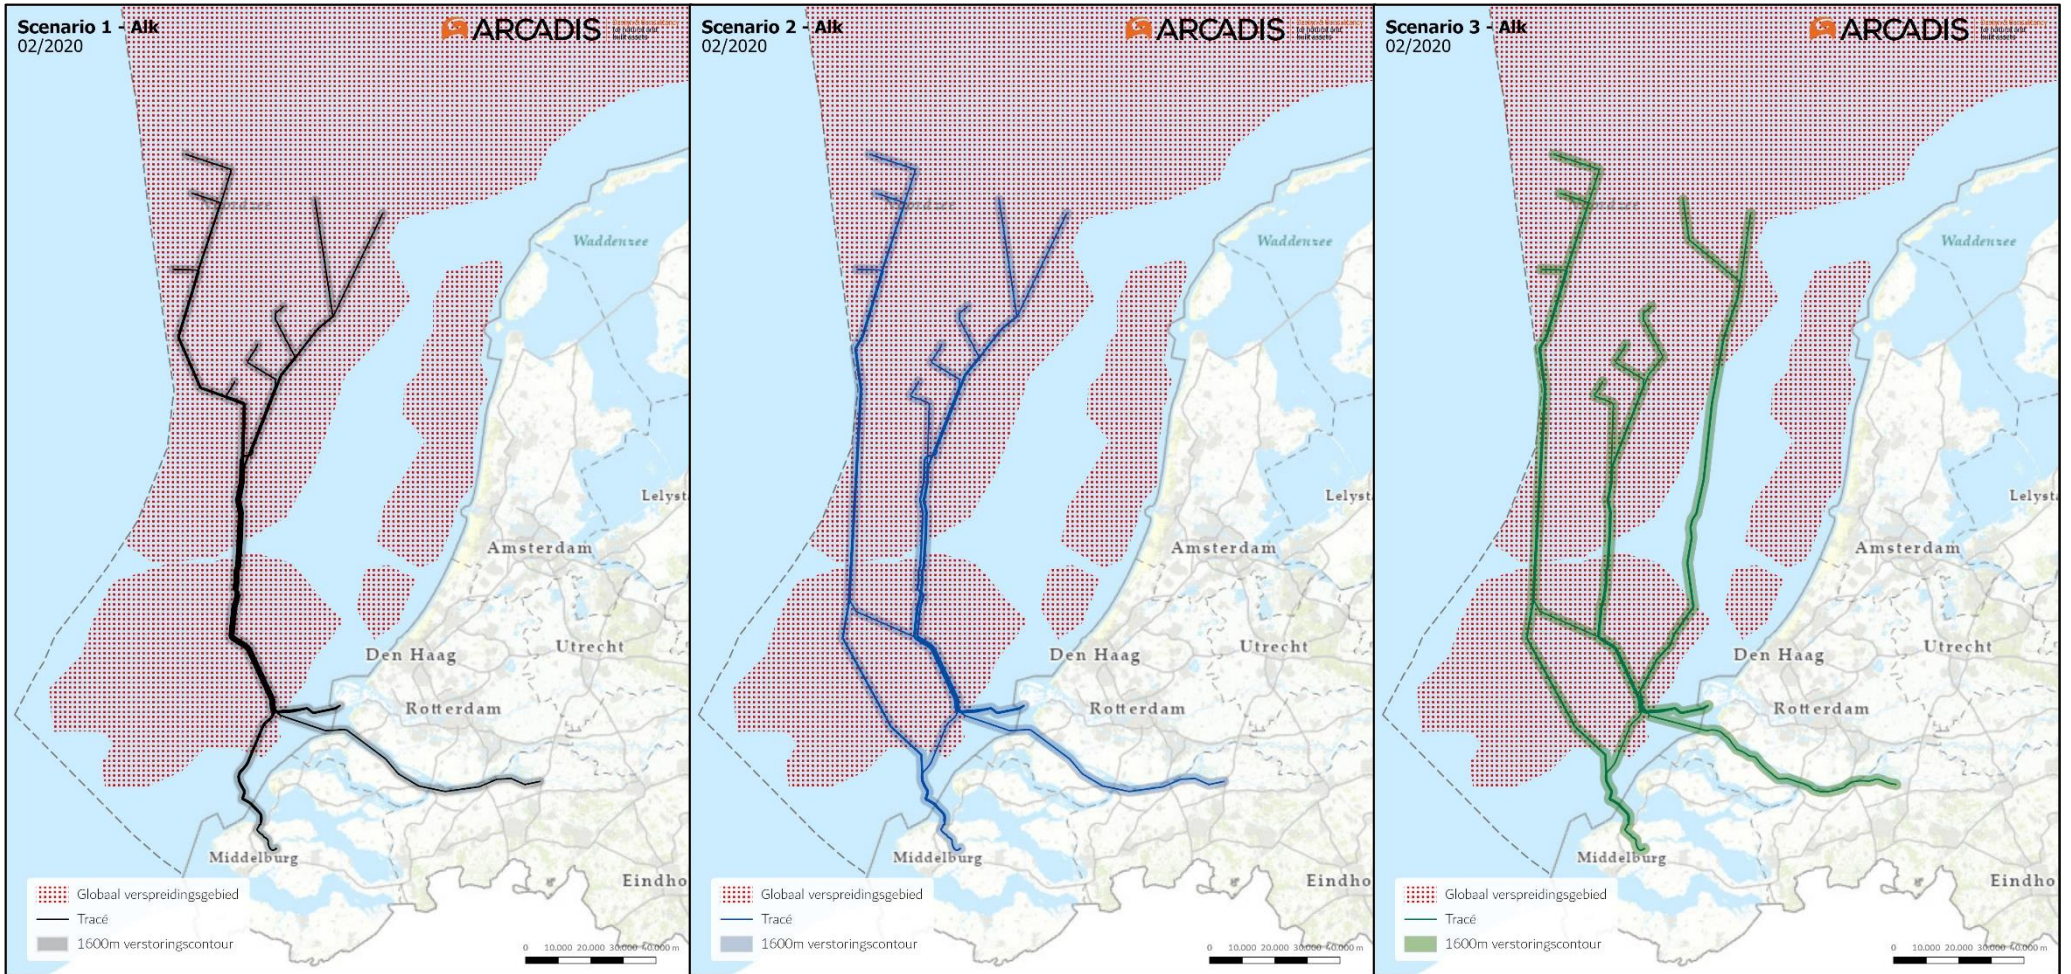 Scenario 1 - Alk
02/2020
ARCADIS
Noordzee
Waddenzee
Lelyst
Amsterdam
Utrecht
Den Haag
Rotterdam
Middelburg
Eindho
Globaal verspreidingsgebied
Tracé
1600m verstoringscontour
0 10.000 20.000 30.000 40.000 m
Scenario 2 - Alk
02/2020
ARCADIS
Waddenzee
Lelyst
Amsterdam
Utrecht
Den Haag
Rotterdam
Middelburg
Eindho
Globaal verspreidingsgebied
Tracé
1600m verstoringscontour
0 10.000 20.000 30.000 40.000 m
Scenario 3 - Alk
02/2020
ARCADIS
Waddenzee
Lelyst
Amsterdam
Utrecht
Den Haag
Rotterdam
Middelburg
Eindho
Globaal verspreidingsgebied
Tracé
1600m verstoringscontour
0 10.000 20.000 30.000 40.000 m